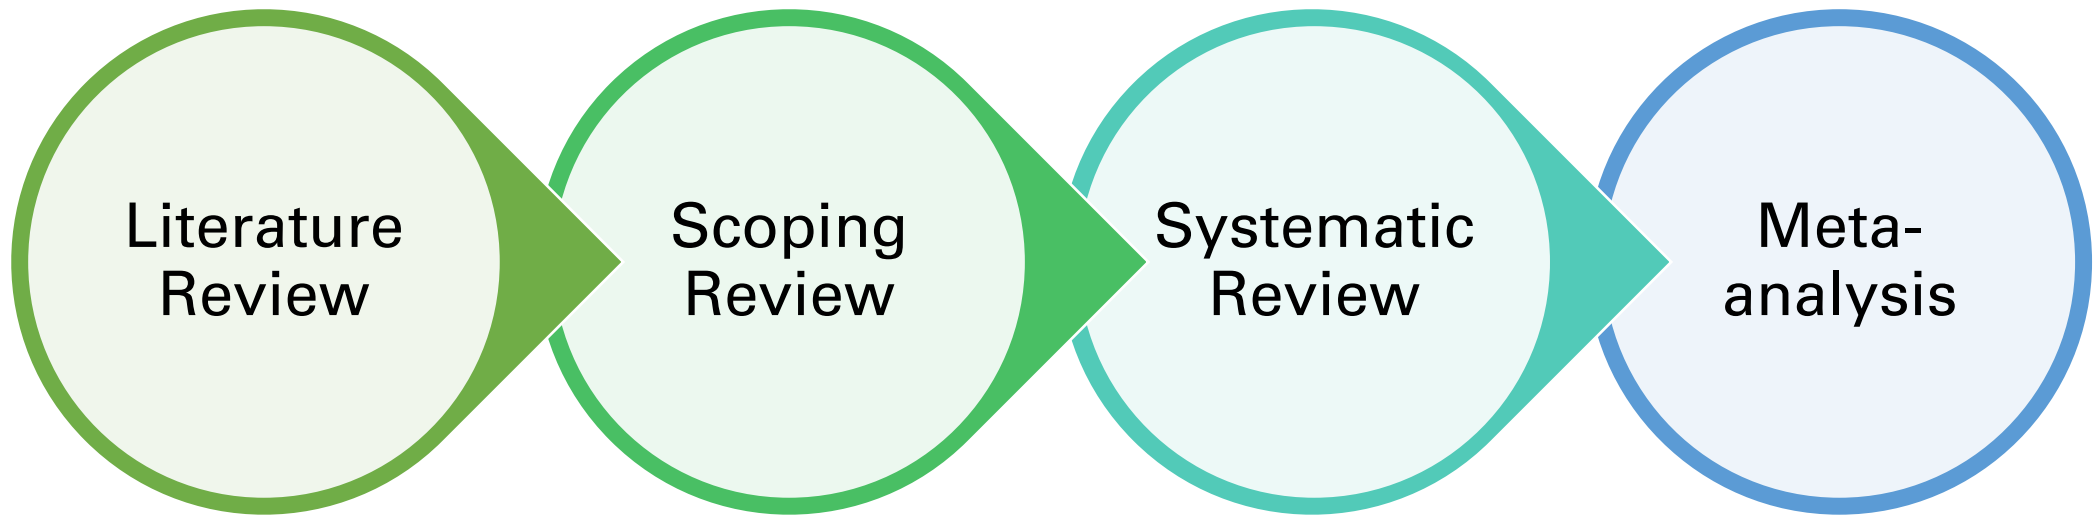 Literature
Review
Scoping
Review
Systematic
Review
Meta-
analysis